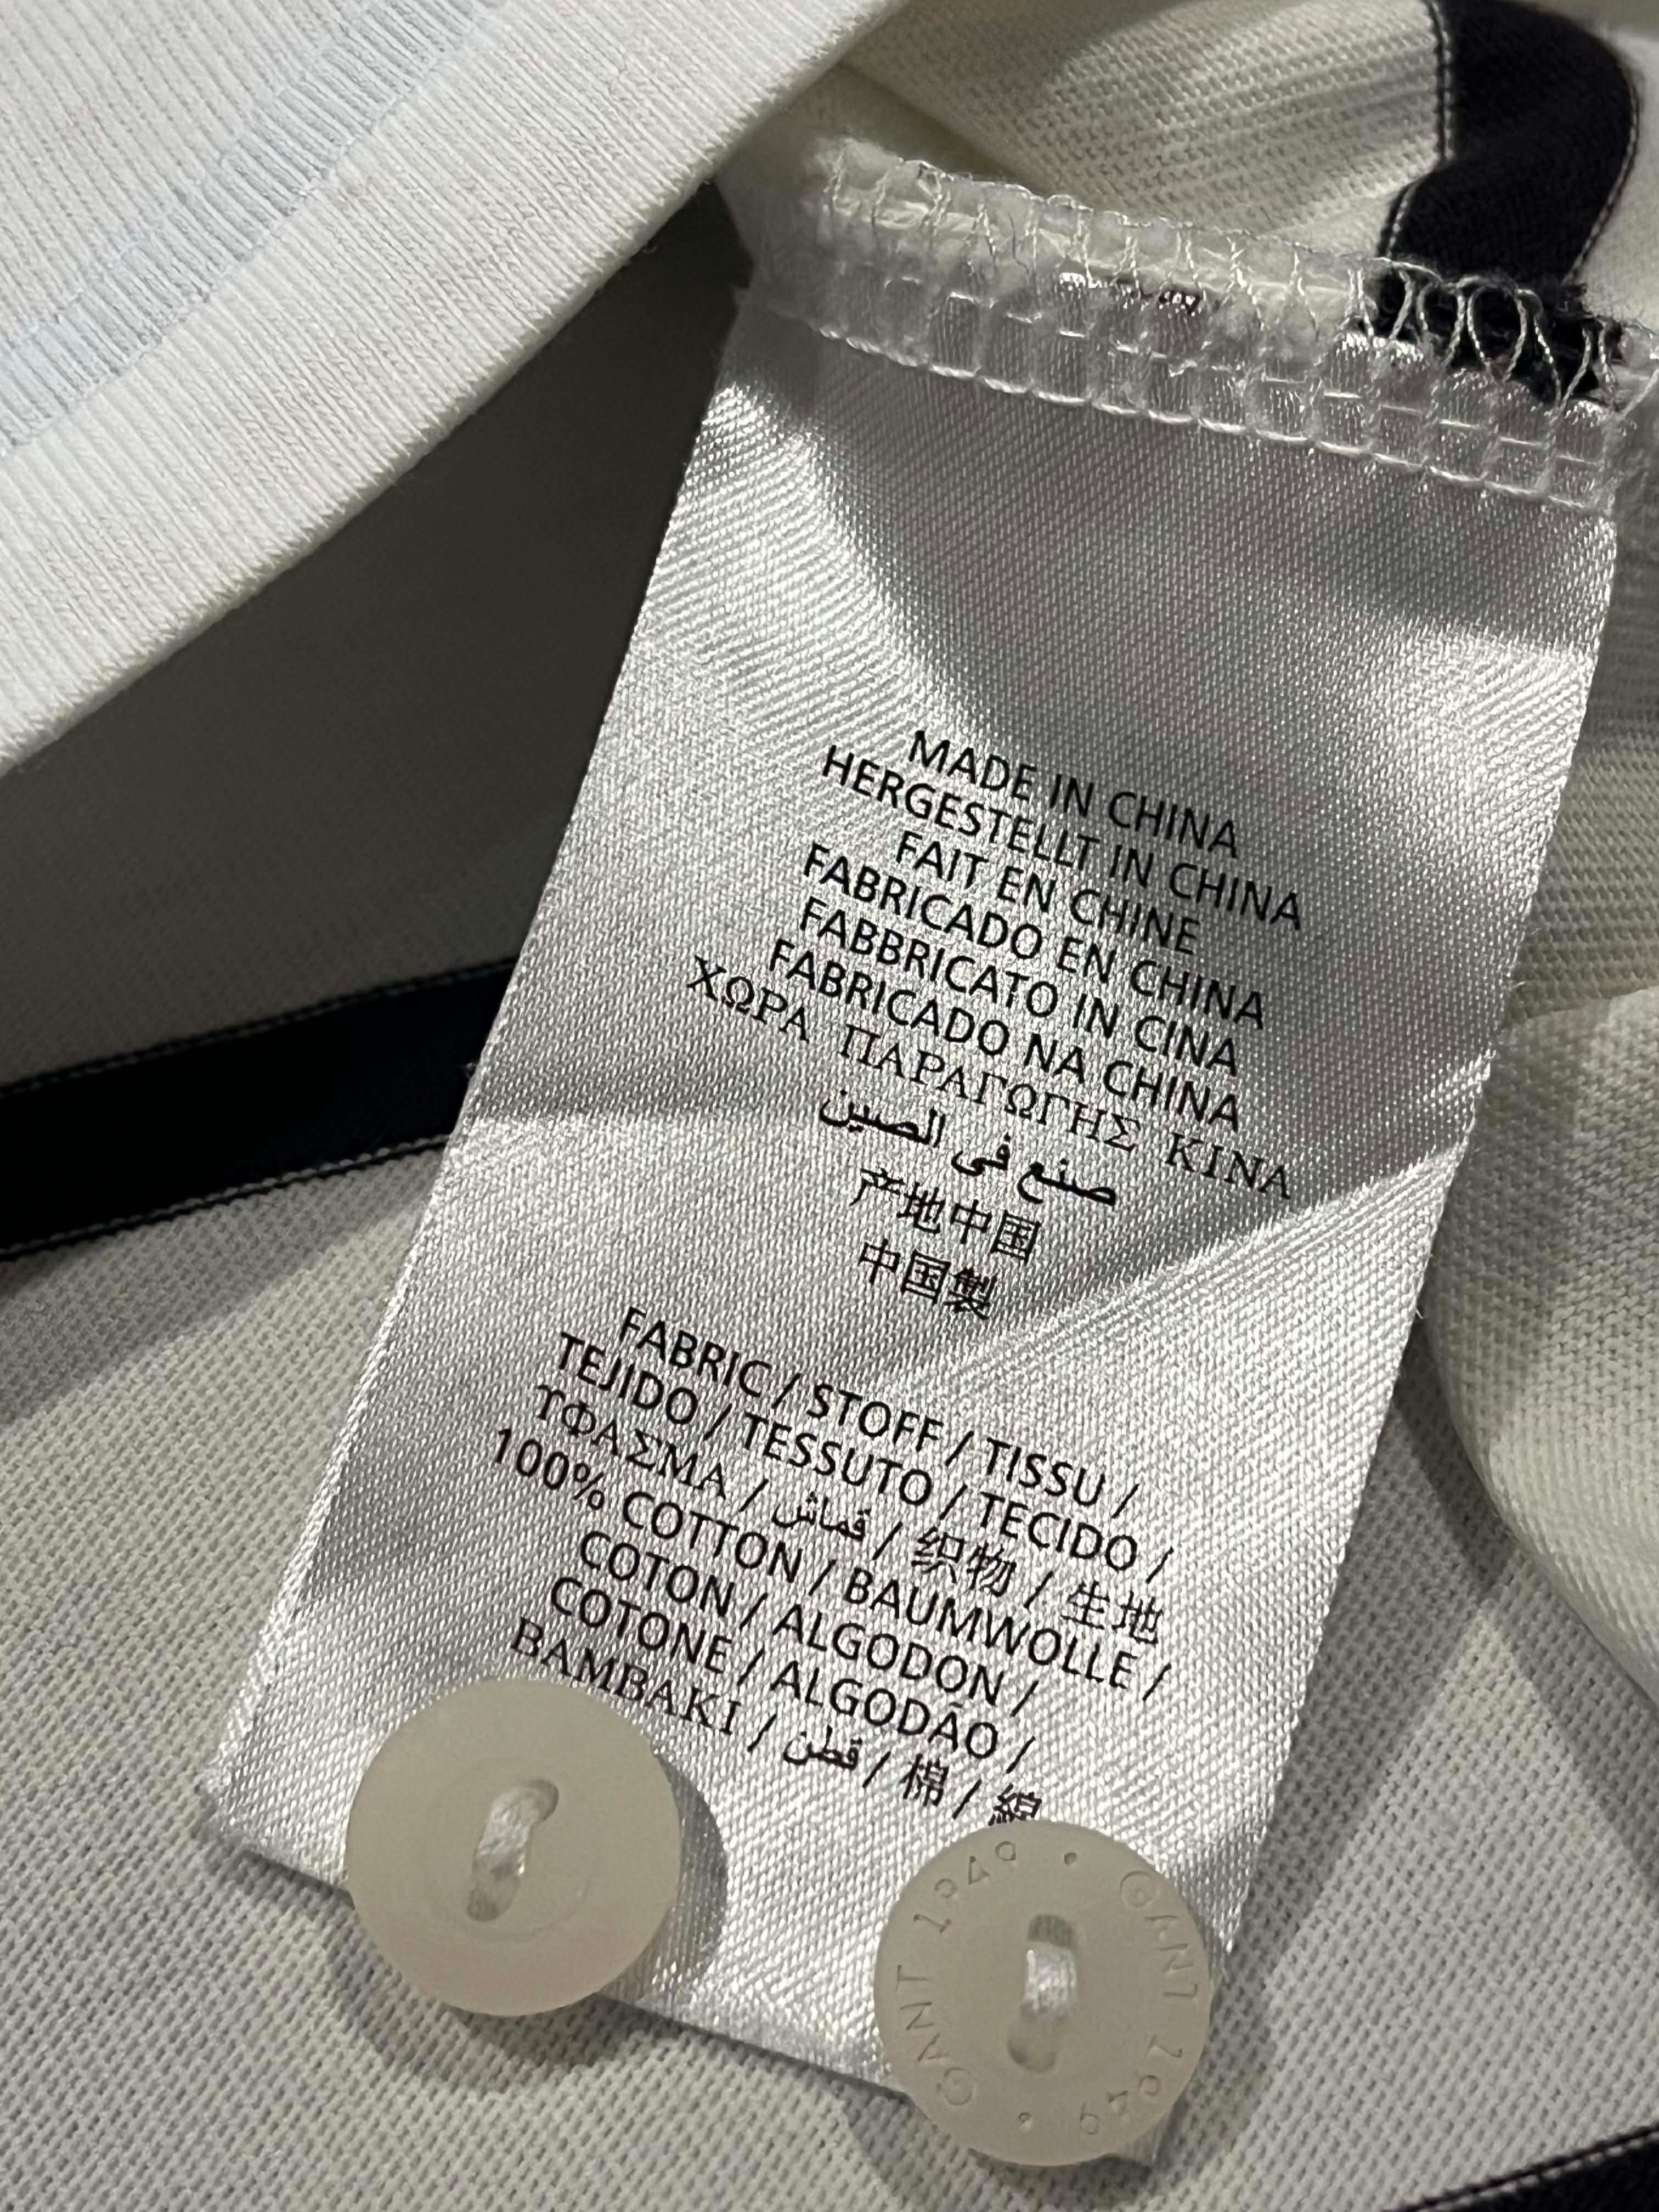 MADE IN CHINA
HERGESTELLT IN CHINA
FAIT EN CHINE
FABRICADO EN CHINA
FABBRICATO IN CINA
FABRICADO NA CHINA
ΧΩΡΑ ΠΑΡΑΓΩΓΗΣ ΚΙΝΑ
صنع في الصين
产地中国
中国製
FABRIC / STOFF / TISSU /
TEJIDO / TESSUTO / TECIDO /
ΥΦΑΣΜΑ / قماش / 织物 / 生地
100% COTTON / BAUMWOLLE /
COTON / ALGODON /
COTONE / ALGODÃO /
BAMBAKI / قطن / 棉 / 綿
GANT 1949 • GANT 1949 •